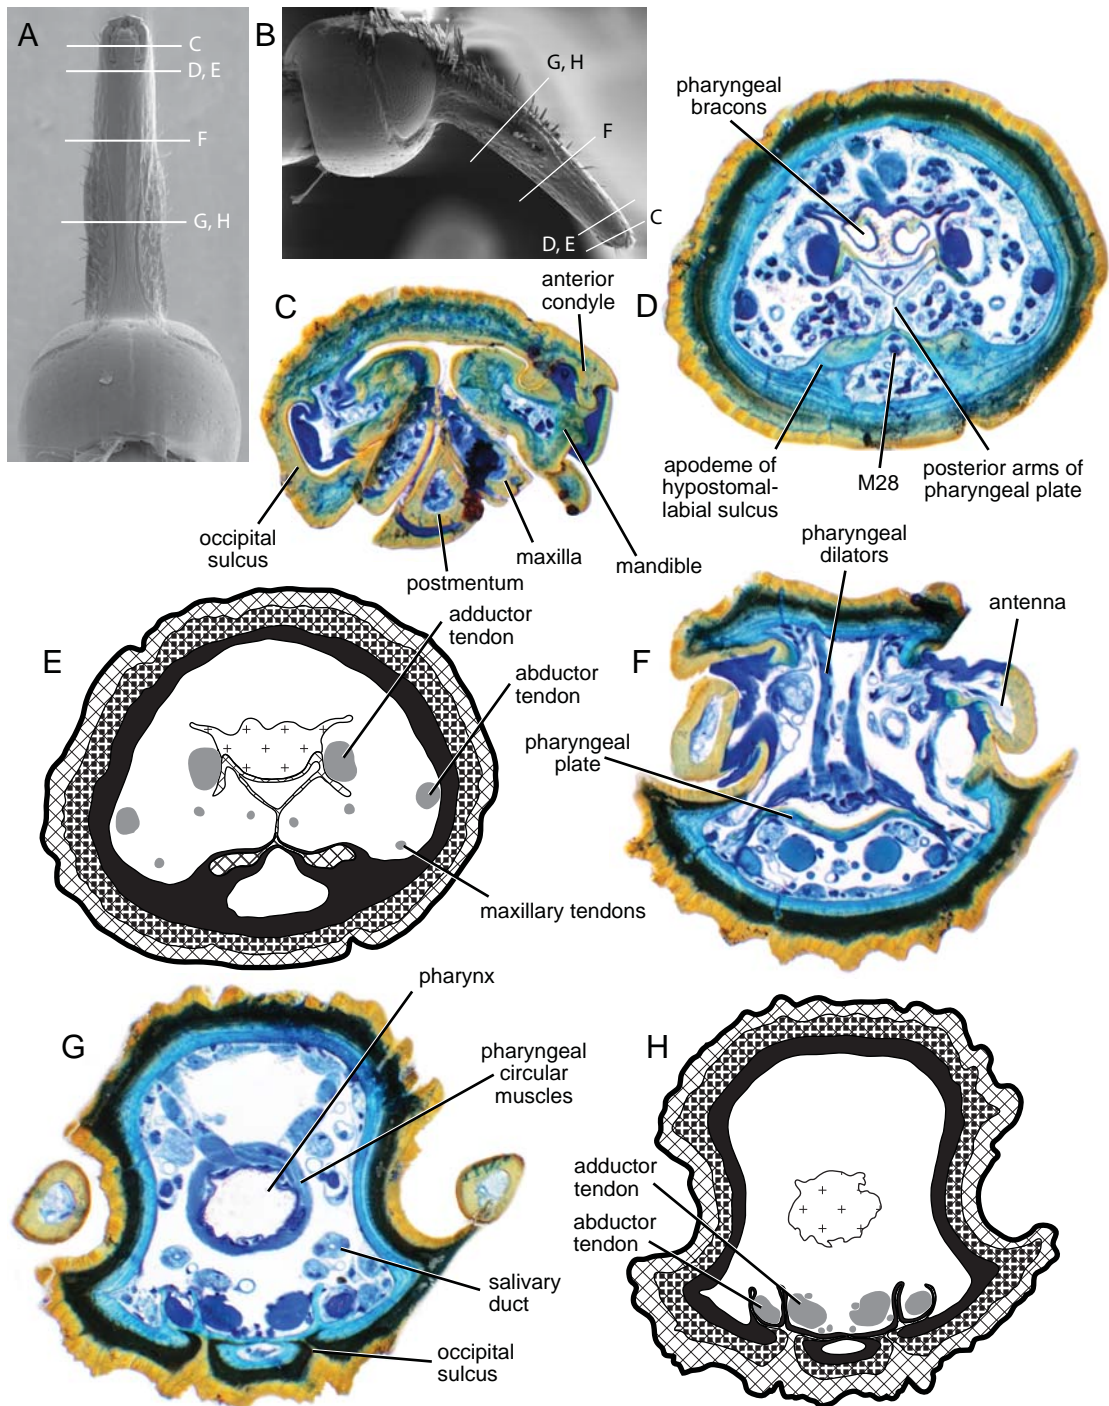 A
C
D, E
F
G, H
B
G, H
F
C
D, E
pharyngeal
bracons
D
apodeme of
hypostomal-
labial sulcus
M28
posterior arms of
pharyngeal plate
C
anterior
condyle
occipital
sulcus
postmentum
maxilla
mandible
E
adductor
tendon
abductor
tendon
maxillary tendons
F
pharyngeal
dilators
antenna
pharyngeal
plate
G
pharynx
pharyngeal
circular
muscles
salivary
duct
occipital
sulcus
H
adductor
tendon
abductor
tendon